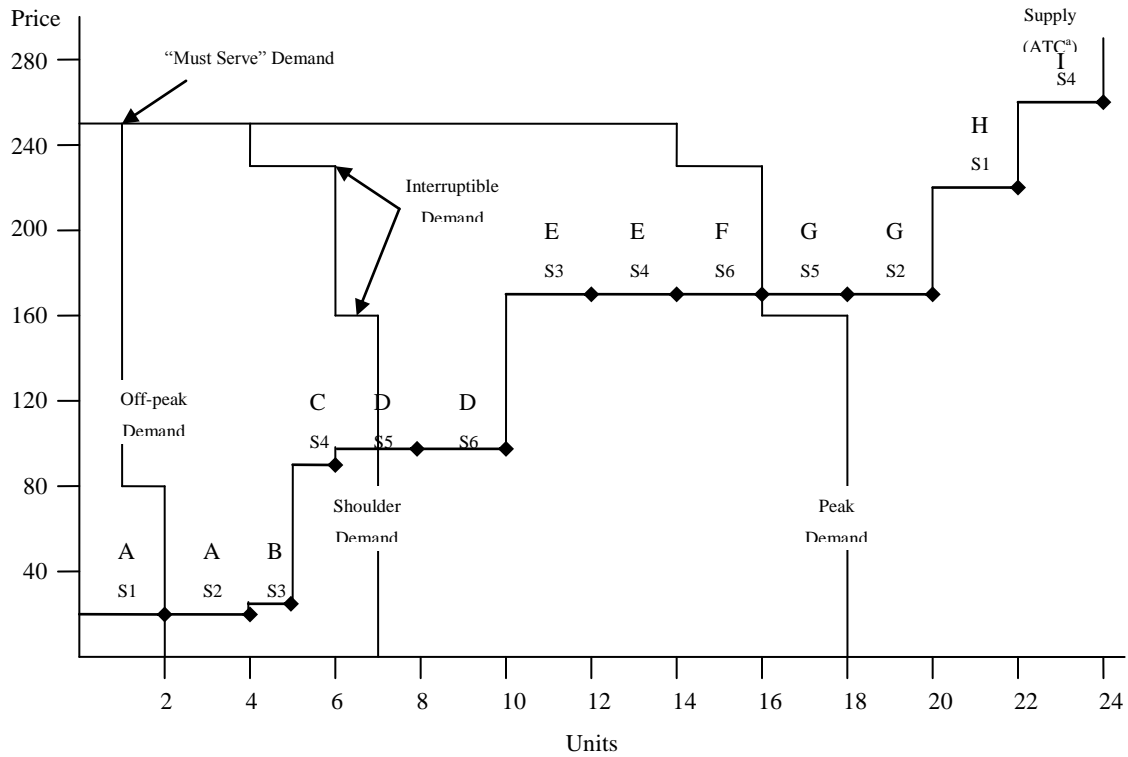 Price
Supply
(ATCᵃ)
280
"Must Serve" Demand
I
S4
240
H
S1
Interruptible
Demand
200
E E F G G
S3 S4 S6 S5 S2
160
120
Off-peak
Demand
C D D
S4 S5 S6
80
Shoulder
Demand
Peak
Demand
A A B
S1 S2 S3
40
2 4 6 8 10 12 14 16 18 20 22 24
Units